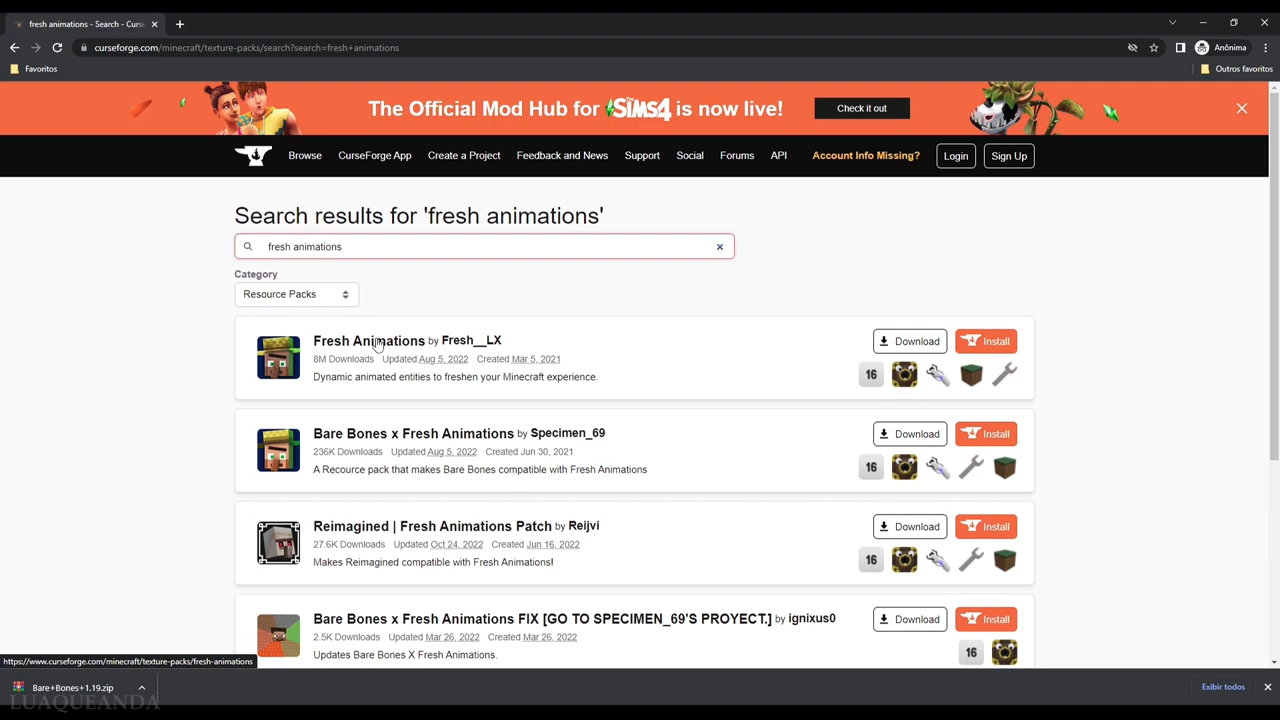 fresh animations - Search - Curse
curseforge.com/minecraft/texture-packs/search?search=fresh+animations
Anônima
Favoritos
Outros favoritos
The Official Mod Hub for SIMS4 is now live!
Check it out
Browse
CurseForge App
Create a Project
Feedback and News
Support
Social
Forums
API
Account Info Missing?
Login
Sign Up
Search results for 'fresh animations'
fresh animations
Category
Resource Packs
Fresh Animations by Fresh__LX
Download
Install
8M Downloads Updated Aug 5, 2022 Created Mar 5, 2021
16
Dynamic animated entities to freshen your Minecraft experience.
Bare Bones x Fresh Animations by Specimen_69
Download
Install
236K Downloads Updated Aug 5, 2022 Created Jun 30, 2021
16
A Recource pack that makes Bare Bones compatible with Fresh Animations
Reimagined | Fresh Animations Patch by Reijvi
Download
Install
27.6K Downloads Updated Oct 24, 2022 Created Jun 16, 2022
16
Makes Reimagined compatible with Fresh Animations!
Bare Bones x Fresh Animations FIX [GO TO SPECIMEN_69'S PROYECT.] by ignixus0
Download
Install
2.5K Downloads Updated Mar 26, 2022 Created Mar 26, 2022
16
Updates Bare Bones X Fresh Animations.
https://www.curseforge.com/minecraft/texture-packs/fresh-animations
Bare+Bones+1.19.zip
Exibir todos
LUAQUEANDA